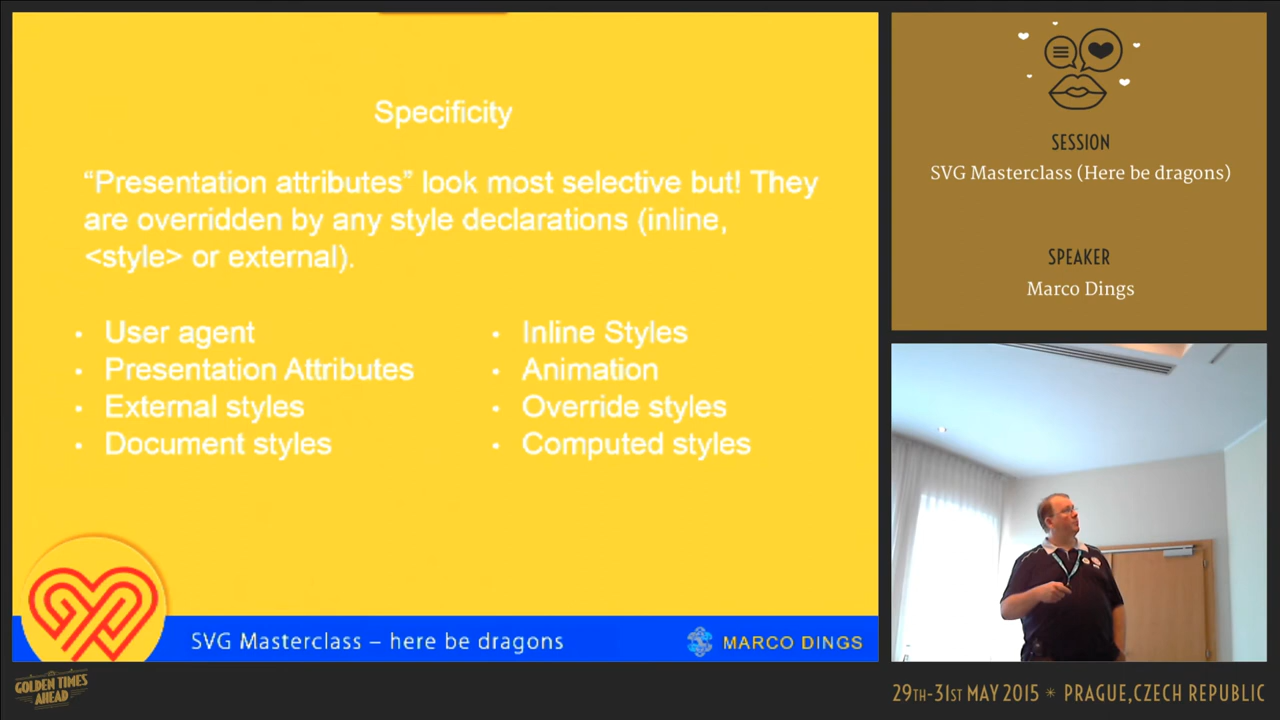 Specificity
“Presentation attributes” look most selective but! They
are overridden by any style declarations (inline,
<style> or external).
• User agent
• Presentation Attributes
• External styles
• Document styles
• Inline Styles
• Animation
• Override styles
• Computed styles
SVG Masterclass – here be dragons
MARCO DINGS
SESSION
SVG Masterclass (Here be dragons)
SPEAKER
Marco Dings
GOLDEN TIMES
AHEAD
29TH-31ST MAY 2015 * PRAGUE, CZECH REPUBLIC